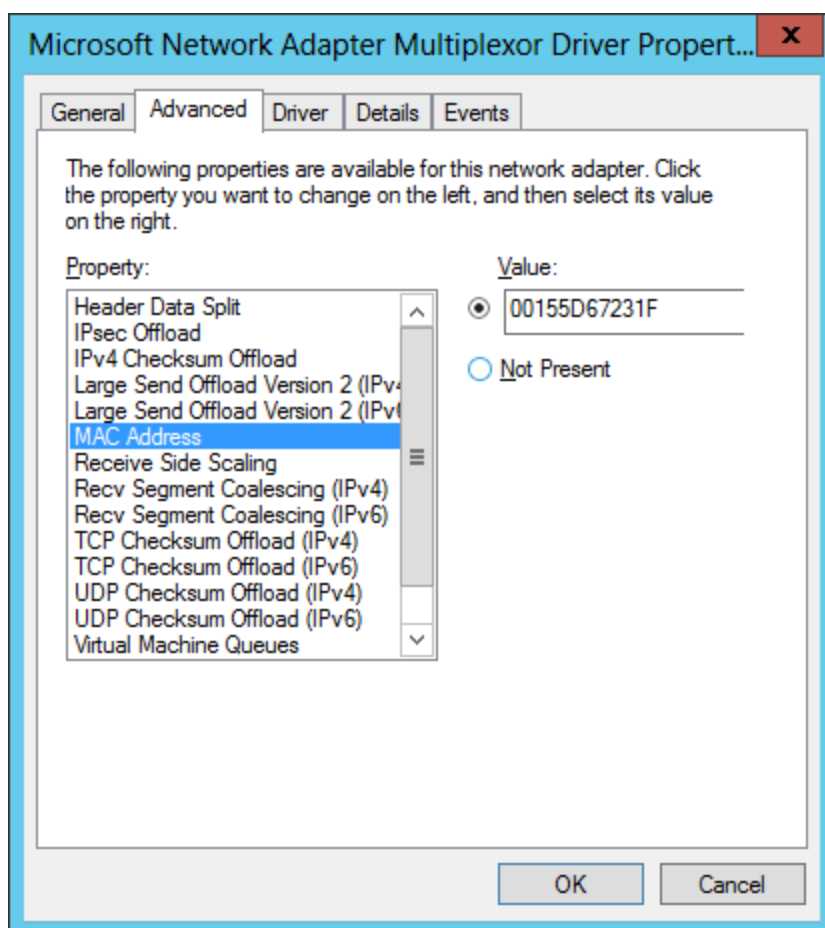 Microsoft Network Adapter Multiplexor Driver Propert...
x
General Advanced Driver Details Events
The following properties are available for this network adapter. Click
the property you want to change on the left, and then select its value
on the right.
Property:
Header Data Split
IPsec Offload
IPv4 Checksum Offload
Large Send Offload Version 2 (IPv4
Large Send Offload Version 2 (IPv6
MAC Address
Receive Side Scaling
Recv Segment Coalescing (IPv4)
Recv Segment Coalescing (IPv6)
TCP Checksum Offload (IPv4)
TCP Checksum Offload (IPv6)
UDP Checksum Offload (IPv4)
UDP Checksum Offload (IPv6)
Virtual Machine Queues
Value:
00155D67231F
Not Present
OK Cancel